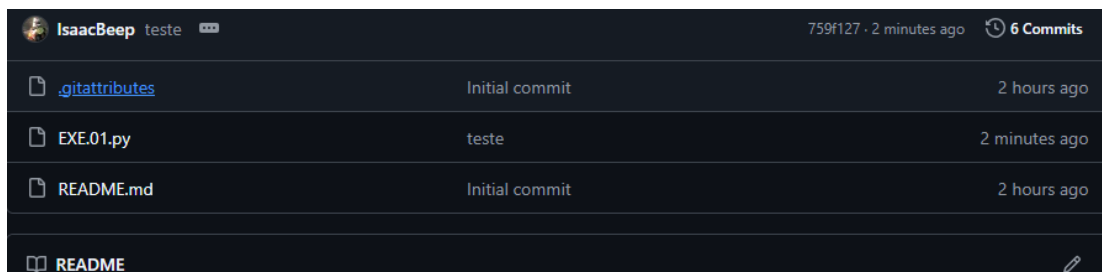 IsaacBeep teste 759f127 · 2 minutes ago 6 Commits
.gitattributes Initial commit 2 hours ago
EXE.01.py teste 2 minutes ago
README.md Initial commit 2 hours ago
README